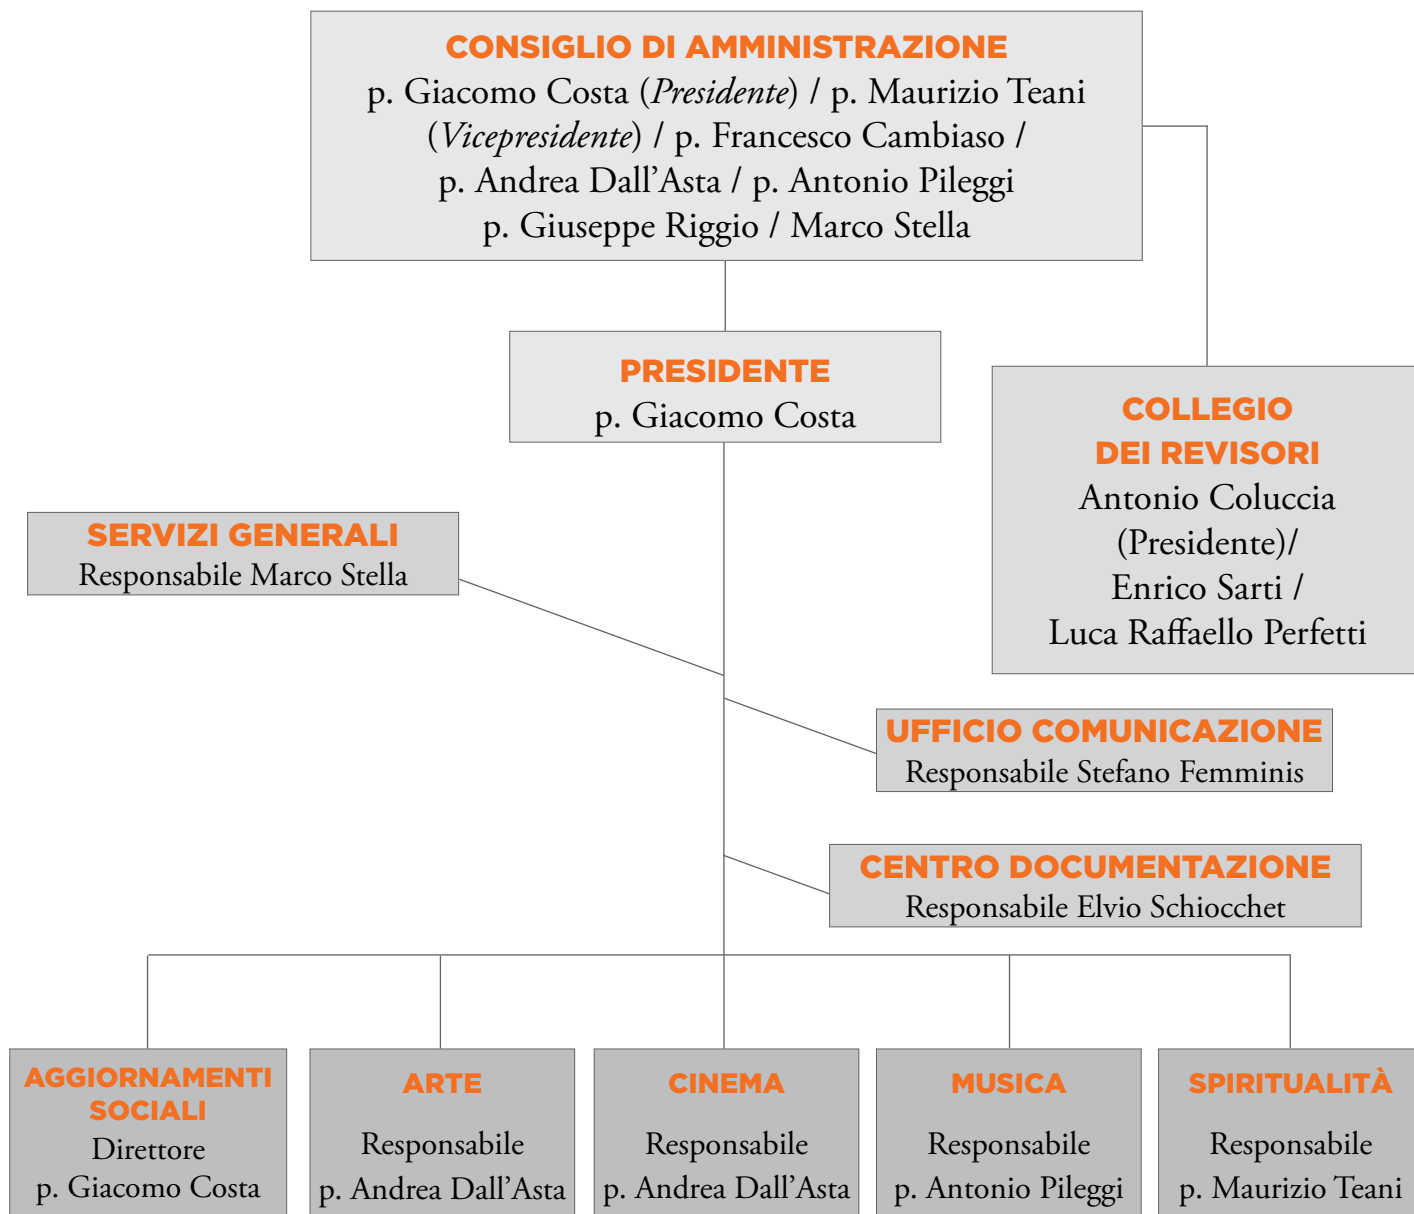 CONSIGLIO DI AMMINISTRAZIONE
p. Giacomo Costa (Presidente) / p. Maurizio Teani
(Vicepresidente) / p. Francesco Cambiaso /
p. Andrea Dall'Asta / p. Antonio Pileggi
p. Giuseppe Riggio / Marco Stella
PRESIDENTE
p. Giacomo Costa
COLLEGIO
DEI REVISORI
Antonio Coluccia
(Presidente)/
Enrico Sarti /
Luca Raffaello Perfetti
SERVIZI GENERALI
Responsabile Marco Stella
UFFICIO COMUNICAZIONE
Responsabile Stefano Femminis
CENTRO DOCUMENTAZIONE
Responsabile Elvio Schiocchet
AGGIORNAMENTI
SOCIALI
Direttore
p. Giacomo Costa
ARTE
Responsabile
p. Andrea Dall'Asta
CINEMA
Responsabile
p. Andrea Dall'Asta
MUSICA
Responsabile
p. Antonio Pileggi
SPIRITUALITÀ
Responsabile
p. Maurizio Teani